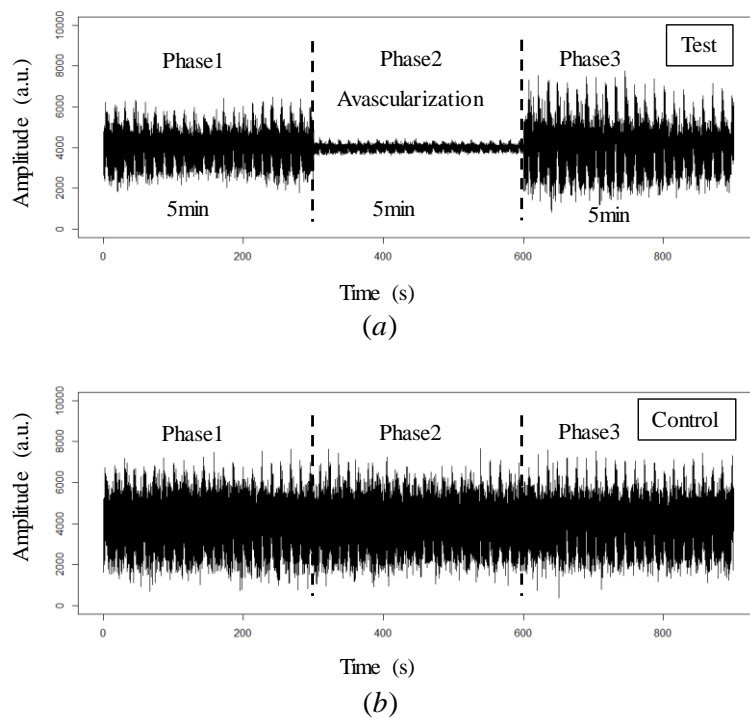 10000
8000
6000
4000
2000
0
Amplitude (a.u.)
Phase1
Phase2
Phase3
Test
Avascularization
5min
5min
5min
0
200
400
600
800
Time (s)
(a)
10000
8000
6000
4000
2000
0
Amplitude (a.u.)
Phase1
Phase2
Phase3
Control
0
200
400
600
800
Time (s)
(b)